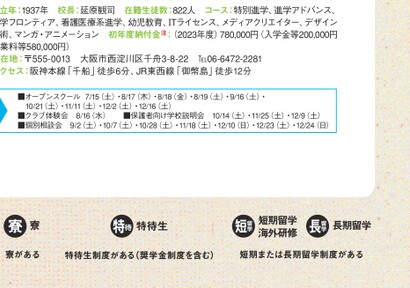 立年：1937年　校長：延原観司　在籍生徒数：822人　コース：特別進学、進学アドバンス、
学フロンティア、看護医療系進学、幼児教育、ITライセンス、メディアクリエイター、デザイン
術、マンガ・アニメーション　初年度納付金：（2023年度）780,000円（入学金等200,000円
業料等580,000円）
在地：〒555-0013　大阪市西淀川区千舟3-8-22　℡06-6472-2281
クセス：阪神本線「千船」徒歩6分、JR東西線「御幣島」徒歩12分
■オープンスクール　7/15（土）・8/17（木）・8/18（金）・8/19（土）・9/16（土）・
10/21（土）・11/11（土）・12/2（土）・12/16（土）
■クラブ体験会　8/16（水）　■保護者向け学校説明会　10/14（土）・11/25（土）・12/9（土）
■個別相談会　9/2（土）・10/7（土）・10/28（土）・11/18（土）・12/10（日）・12/23（土）・12/24（日）
寮　寮
特待　特待生
短留学　短期留学
海外研修
長留学　長期留学
寮がある
特待生制度がある（奨学金制度を含む）
短期または長期留学制度がある